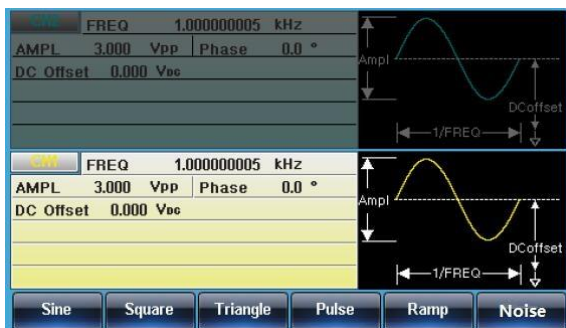 CH2 FREQ 1.000000005 kHz
AMPL 3.000 Vpp Phase 0.0 °
DC Offset 0.000 VDC
Ampl
DCoffset
1/FREQ
CH1 FREQ 1.000000005 kHz
AMPL 3.000 Vpp Phase 0.0 °
DC Offset 0.000 VDC
Ampl
DCoffset
1/FREQ
Sine Square Triangle Pulse Ramp Noise